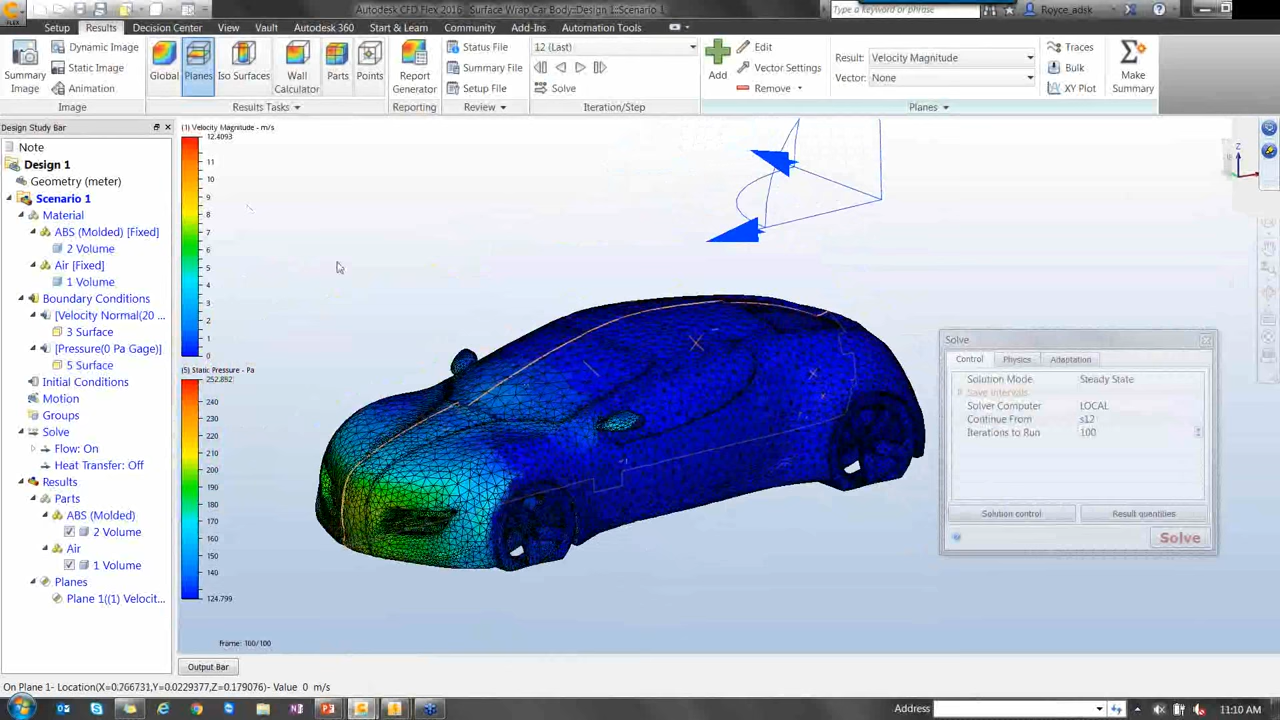 Autodesk CFD Flex 2016 - Surface Wrap Car Body::Design 1::Scenario 1
Type a keyword or phrase
Royce_adsk
FLEX
Setup
Results
Decision Center
View
Vault
Autodesk 360
Start & Learn
Community
Add-Ins
Automation Tools
Summary Image
Dynamic Image
Static Image
Animation
Image
Global
Planes
Iso Surfaces
Wall Calculator
Parts
Points
Results Tasks
Report Generator
Reporting
Status File
Summary File
Setup File
Review
12 (Last)
Solve
Iteration/Step
Add
Edit
Vector Settings
Remove
Result: Velocity Magnitude
Vector: None
Planes
Traces
Bulk
XY Plot
Make Summary
Design Study Bar
Note
Design 1
Geometry (meter)
Scenario 1
Material
ABS (Molded) [Fixed]
2 Volume
Air [Fixed]
1 Volume
Boundary Conditions
[Velocity Normal(20 ...
3 Surface
[Pressure(0 Pa Gage)]
5 Surface
Initial Conditions
Motion
Groups
Solve
Flow: On
Heat Transfer: Off
Results
Parts
ABS (Molded)
2 Volume
Air
1 Volume
Planes
Plane 1((1) Velocit...
(1) Velocity Magnitude - m/s
12.4093
11
10
9
8
7
6
5
4
3
2
1
0
(5) Static Pressure - Pa
252.892
240
230
220
210
200
190
180
170
160
150
140
124.799
Frame: 100/100
Z
Solve
Control
Physics
Adaptation
Solution Mode Steady State
Save Intervals
Solver Computer LOCAL
Continue From s12
Iterations to Run 100
Solution control
Result quantities
Solve
Output Bar
On Plane 1- Location(X=0.766731,Y=0.0229377,Z=0.179076)- Value 0 m/s
Address
11:10 AM